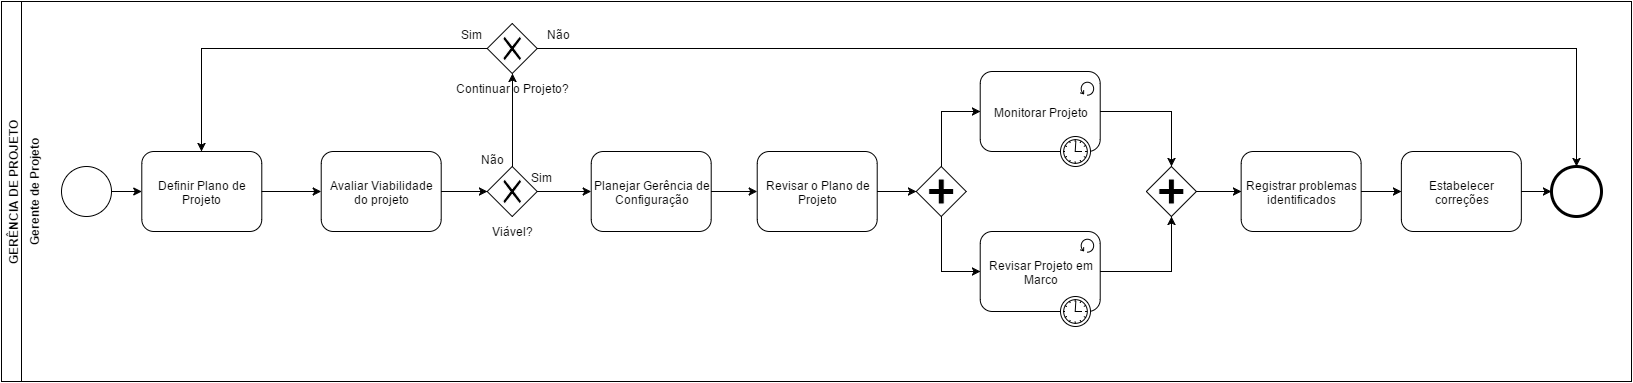 GERÊNCIA DE PROJETO
Gerente de Projeto
Sim
Não
Continuar o Projeto?
Definir Plano de
Projeto
Avaliar Viabilidade
do projeto
Não
Sim
Viável?
Planejar Gerência de
Configuração
Revisar o Plano de
Projeto
Monitorar Projeto
Revisar Projeto em
Marco
Registrar problemas
identificados
Estabelecer
correções